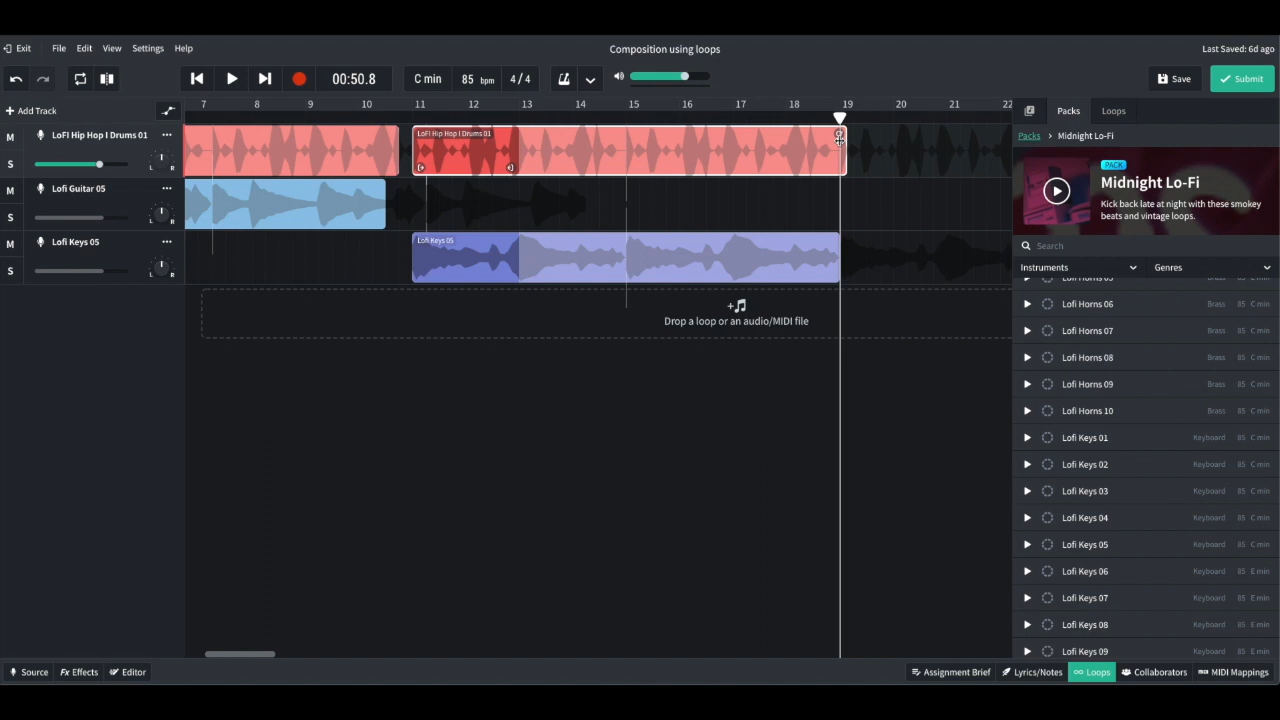 Exit File Edit View Settings Help
Composition using loops
Last Saved: 6d ago
00:50.8
C min 85 bpm 4 / 4
Save Submit
Add Track
7 8 9 10 11 12 13 14 15 16 17 18 19 20 21 22
Packs Loops
M LoFI Hip Hop I Drums 01
S L R
LoFI Hip Hop I Drums 01
Packs > Midnight Lo-Fi
PACK
Midnight Lo-Fi
Kick back late at night with these smokey
beats and vintage loops.
M Lofi Guitar 05
S L R
M Lofi Keys 05
S L R
Lofi Keys 05
Drop a loop or an audio/MIDI file
Search
Instruments Genres
Lofi Horns 06 Brass 85 C min
Lofi Horns 07 Brass 85 C min
Lofi Horns 08 Brass 85 C min
Lofi Horns 09 Brass 85 C min
Lofi Horns 10 Brass 85 C min
Lofi Keys 01 Keyboard 85 C min
Lofi Keys 02 Keyboard 85 C min
Lofi Keys 03 Keyboard 85 C min
Lofi Keys 04 Keyboard 85 C min
Lofi Keys 05 Keyboard 85 C min
Lofi Keys 06 Keyboard 85 E min
Lofi Keys 07 Keyboard 85 E min
Lofi Keys 08 Keyboard 85 E min
Lofi Keys 09 Keyboard 85 E min
Source Fx Effects Editor
Assignment Brief Lyrics/Notes Loops Collaborators MIDI Mappings